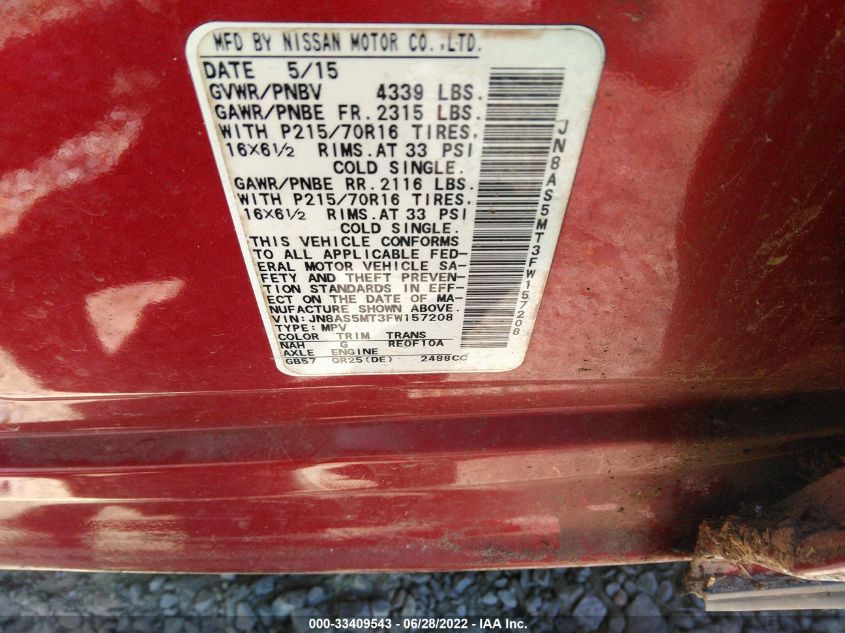 MFD BY NISSAN MOTOR CO.,LTD.
DATE 5/15
GVWR/PNBV 4339 LBS.
GAWR/PNBE FR. 2315 LBS.
WITH P215/70R16 TIRES,
16X6½ RIMS.AT 33 PSI
COLD SINGLE.
GAWR/PNBE RR. 2116 LBS.
WITH P215/70R16 TIRES,
16X6½ RIMS.AT 33 PSI
COLD SINGLE.
THIS VEHICLE CONFORMS
TO ALL APPLICABLE FED-
ERAL MOTOR VEHICLE SA-
FETY AND THEFT PREVEN-
TION STANDARDS IN EFF-
ECT ON THE DATE OF MA-
NUFACTURE SHOWN ABOVE.
VIN:JN8AS5MT3FW157208
TYPE:MPV
COLOR TRIM TRANS
NAH G RE0F10A
AXLE ENGINE
GB57 QR25(DE) 2488CC
JN8AS5MT3FW157208
000-33409543 - 06/28/2022 - IAAI.COM